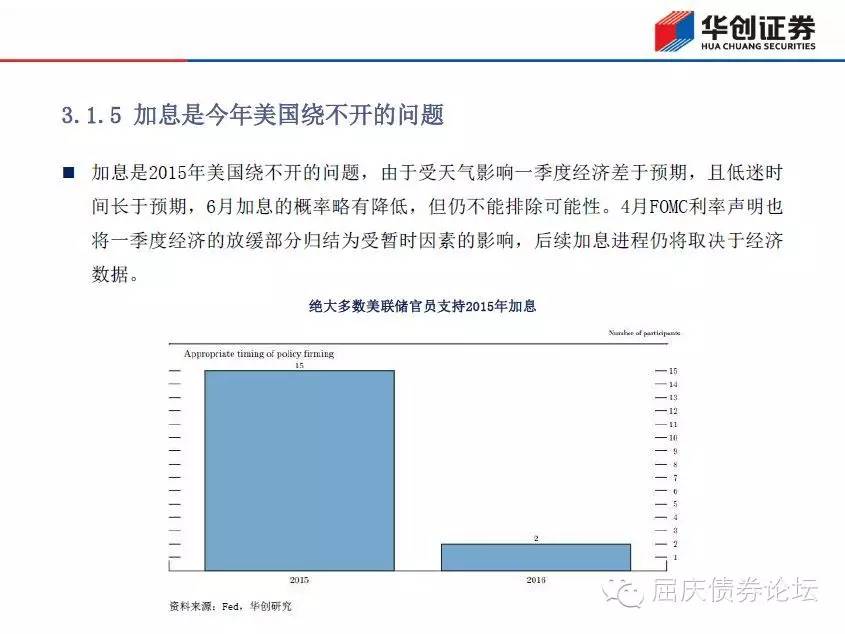 华创证券
HUA CHUANG SECURITIES
3.1.5 加息是今年美国绕不开的问题
加息是2015年美国绕不开的问题，由于受天气影响一季度经济差于预期，且低迷时
间长于预期，6月加息的概率略有降低，但仍不能排除可能性。4月FOMC利率声明也
将一季度经济的放缓部分归结为受暂时因素的影响，后续加息进程仍将取决于经济
数据。
绝大多数美联储官员支持2015年加息
Number of participants
Appropriate timing of policy firming
15
15
14
13
12
11
10
9
8
7
6
5
4
3
2
2
1
2015 2016
资料来源：Fed，华创研究
屈庆债券论坛